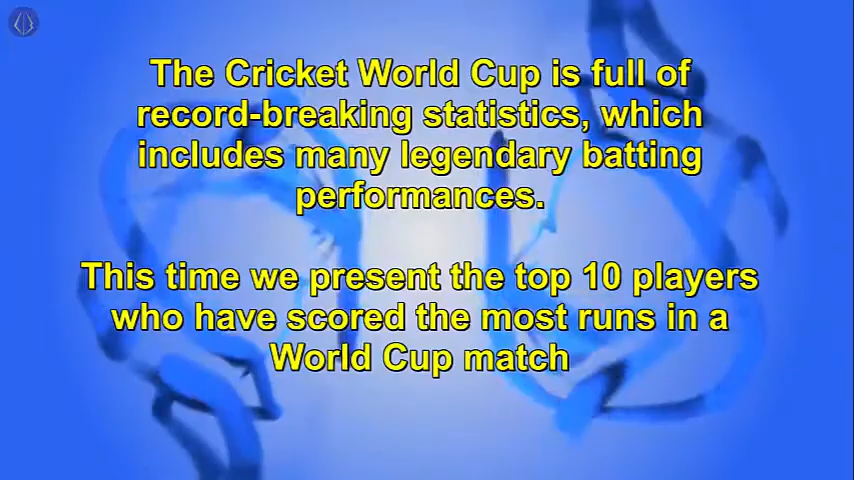 The Cricket World Cup is full of
record-breaking statistics, which
includes many legendary batting
performances.
This time we present the top 10 players
who have scored the most runs in a
World Cup match